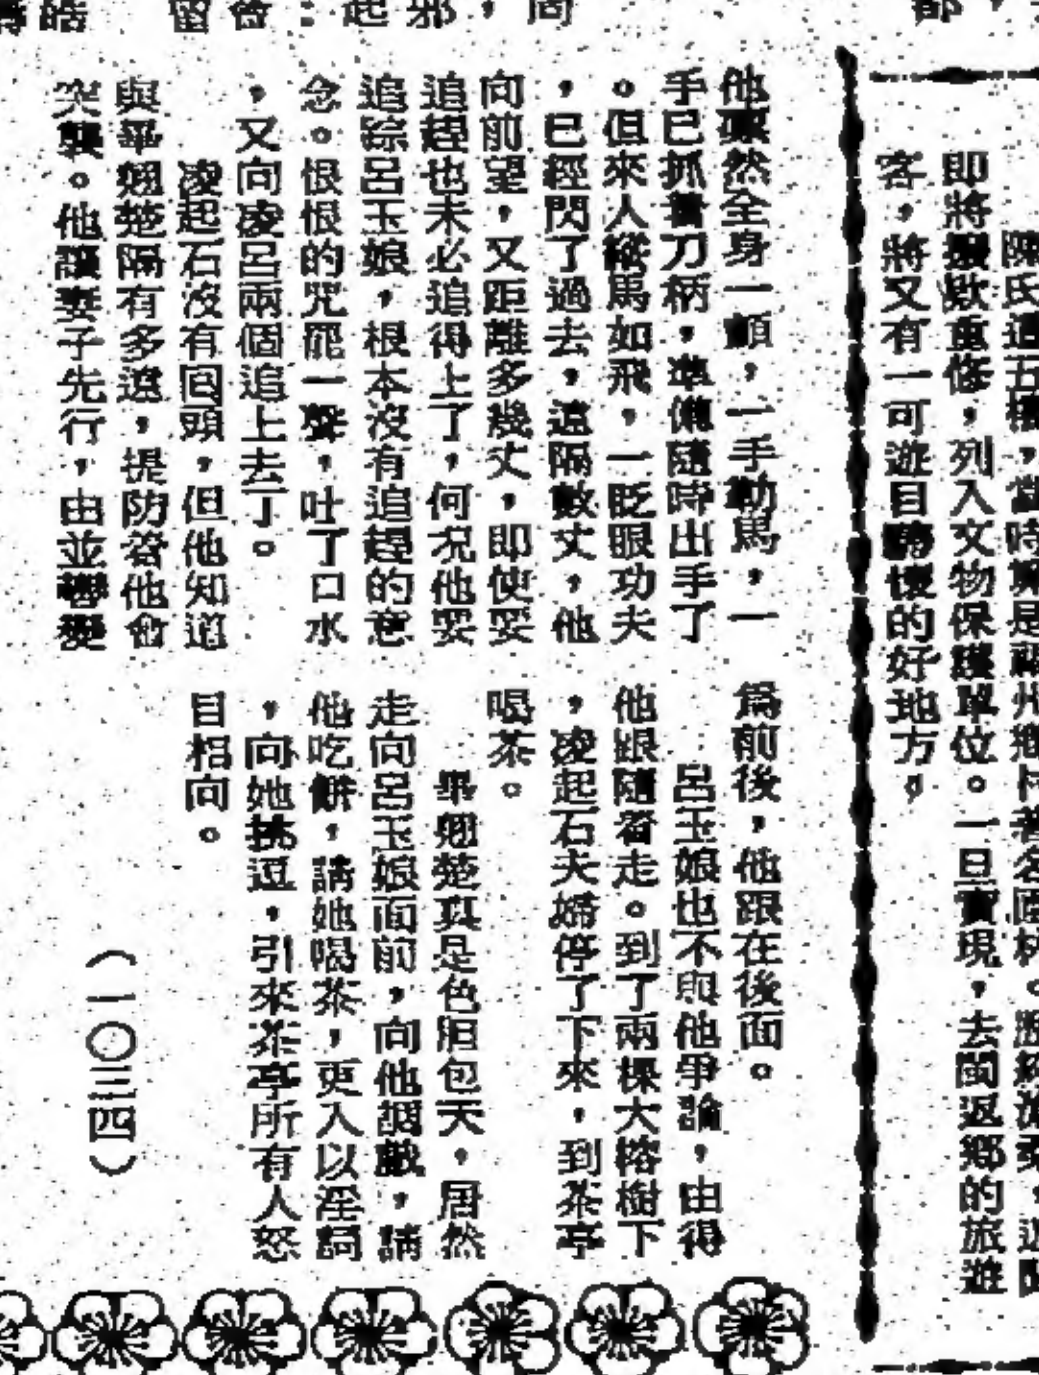 即將擴款重修，列入文物保護單位。一旦實現，去閩返鄉的旅遊
客，將又有一可遊目騁懷的好地方。
他驟然全身一顫，一手勒馬，一
手已抓着刀柄，準備隨時出手了
。但來人縱馬如飛，一眨眼功夫
，已經閃了過去，遠隔數丈，他
向前望，又距離多幾丈，即使要
追趕也未必追得上了，何况他要
追踪呂玉娘，根本沒有追趕的意
念。恨恨的咒罵一聲，吐了口水
，又向凌呂兩個追上去了。
凌起石沒有回頭，但他知道
與畢翹楚隔有多遠，提防着他會
突襲。他讓妻子先行，由並轡變
爲前後，他跟在後面。
呂玉娘也不與他爭論，由得
他跟隨着走。到了兩棵大榕樹下
，凌起石夫婦停了下來，到茶亭
喝茶。
畢翹楚真是色胆包天，居然
走向呂玉娘面前，向他調戲，請
他吃餅，請她喝茶，更入以淫詞
，向她挑逗，引來茶亭所有人怒
目相向。
（一〇三四）